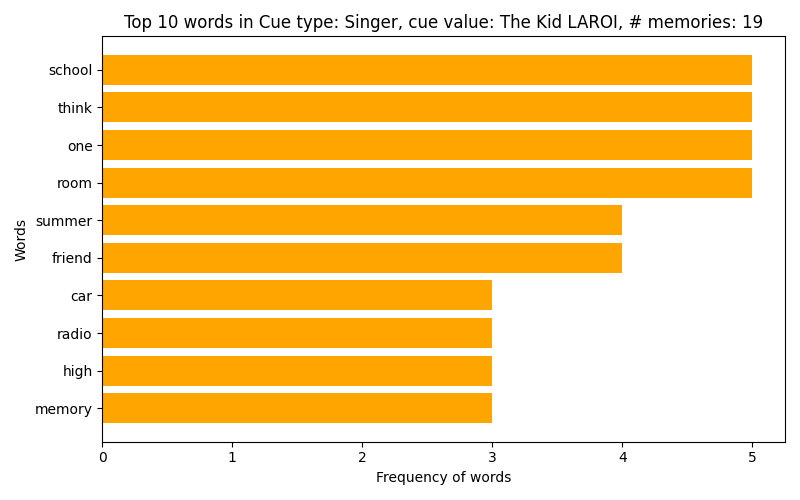 Top 10 words in Cue type: Singer, cue value: The Kid LAROI, # memories: 19
school
think
one
room
summer
friend
car
radio
high
memory
Words
0 1 2 3 4 5
Frequency of words